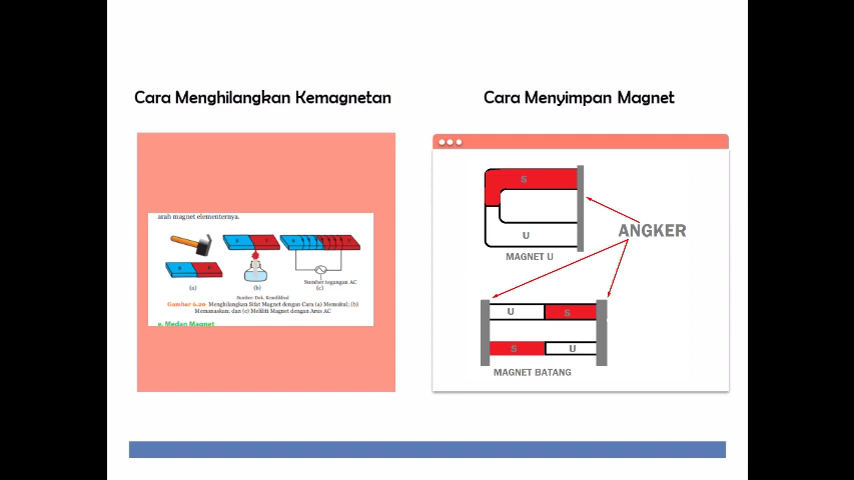 Cara Menghilangkan Kemagnetan
arah magnet elementernya.
(a)
(b)
Sumber tegangan AC
(c)
Sumber: Dok. Kemdikbud
Gambar 6.20 Menghilangkan Sifat Magnet dengan Cara (a) Memukul; (b)
Memanaskan; dan (c) Meliliti Magnet dengan Arus AC
e. Medan Magnet
Cara Menyimpan Magnet
S
U
MAGNET U
ANGKER
U S
S U
MAGNET BATANG